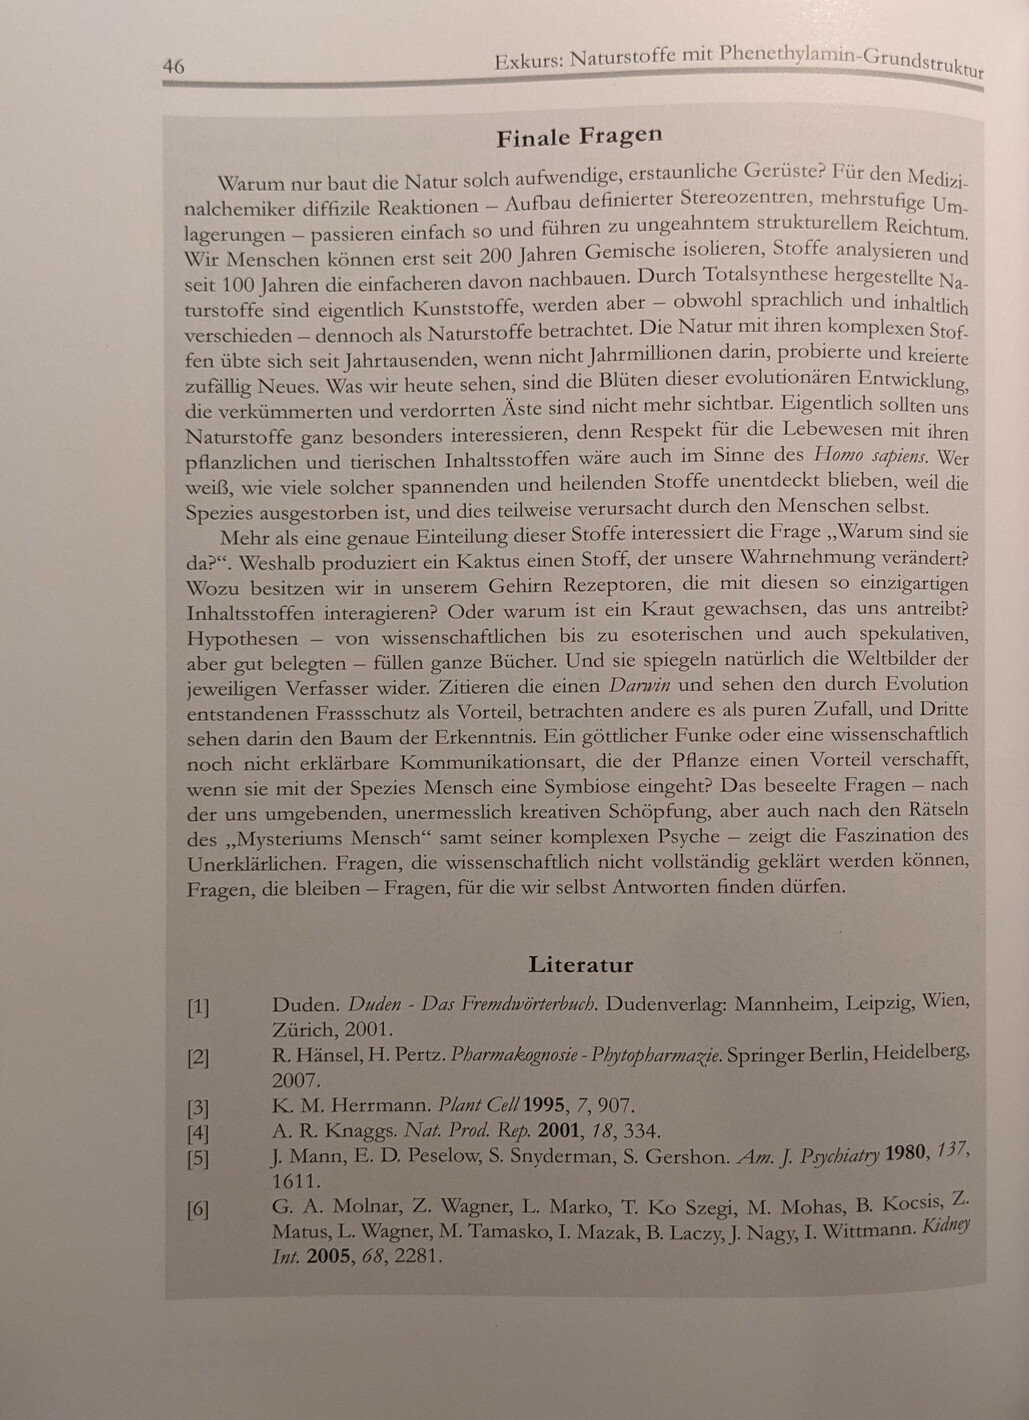 46
Exkurs: Naturstoffe mit Phenethylamin-Grundstruktur
Finale Fragen
Warum nur baut die Natur solch aufwendige, erstaunliche Gerüste? Für den Medizi-
nalchemiker diffizile Reaktionen – Aufbau definierter Stereozentren, mehrstufige Um-
lagerungen – passieren einfach so und führen zu ungeahntem strukturellem Reichtum.
Wir Menschen können erst seit 200 Jahren Gemische isolieren, Stoffe analysieren und
seit 100 Jahren die einfacheren davon nachbauen. Durch Totalsynthese hergestellte Na-
turstoffe sind eigentlich Kunststoffe, werden aber – obwohl sprachlich und inhaltlich
verschieden – dennoch als Naturstoffe betrachtet. Die Natur mit ihren komplexen Stof-
fen übte sich seit Jahrtausenden, wenn nicht Jahrmillionen darin, probierte und kreierte
zufällig Neues. Was wir heute sehen, sind die Blüten dieser evolutionären Entwicklung,
die verkümmerten und verdorrten Äste sind nicht mehr sichtbar. Eigentlich sollten uns
Naturstoffe ganz besonders interessieren, denn Respekt für die Lebewesen mit ihren
pflanzlichen und tierischen Inhaltsstoffen wäre auch im Sinne des Homo sapiens. Wer
weiß, wie viele solcher spannenden und heilenden Stoffe unentdeckt blieben, weil die
Spezies ausgestorben ist, und dies teilweise verursacht durch den Menschen selbst.
Mehr als eine genaue Einteilung dieser Stoffe interessiert die Frage „Warum sind sie
da?“. Weshalb produziert ein Kaktus einen Stoff, der unsere Wahrnehmung verändert?
Wozu besitzen wir in unserem Gehirn Rezeptoren, die mit diesen so einzigartigen
Inhaltsstoffen interagieren? Oder warum ist ein Kraut gewachsen, das uns antreibt?
Hypothesen – von wissenschaftlichen bis zu esoterischen und auch spekulativen,
aber gut belegten – füllen ganze Bücher. Und sie spiegeln natürlich die Weltbilder der
jeweiligen Verfasser wider. Zitieren die einen Darwin und sehen den durch Evolution
entstandenen Frassschutz als Vorteil, betrachten andere es als puren Zufall, und Dritte
sehen darin den Baum der Erkenntnis. Ein göttlicher Funke oder eine wissenschaftlich
noch nicht erklärbare Kommunikationsart, die der Pflanze einen Vorteil verschafft,
wenn sie mit der Spezies Mensch eine Symbiose eingeht? Das beseelte Fragen – nach
der uns umgebenden, unermesslich kreativen Schöpfung, aber auch nach den Rätseln
des „Mysteriums Mensch“ samt seiner komplexen Psyche – zeigt die Faszination des
Unerklärlichen. Fragen, die wissenschaftlich nicht vollständig geklärt werden können,
Fragen, die bleiben – Fragen, für die wir selbst Antworten finden dürfen.
Literatur
[1] Duden. Duden - Das Fremdwörterbuch. Dudenverlag: Mannheim, Leipzig, Wien,
Zürich, 2001.
[2] R. Hänsel, H. Pertz. Pharmakognosie - Phytopharmazie. Springer Berlin, Heidelberg,
2007.
[3] K. M. Herrmann. Plant Cell 1995, 7, 907.
[4] A. R. Knaggs. Nat. Prod. Rep. 2001, 18, 334.
[5] J. Mann, E. D. Peselow, S. Snyderman, S. Gershon. Am. J. Psychiatry 1980, 137,
1611.
[6] G. A. Molnar, Z. Wagner, L. Marko, T. Ko Szegi, M. Mohas, B. Kocsis, Z.
Matus, L. Wagner, M. Tamasko, I. Mazak, B. Laczy, J. Nagy, I. Wittmann. Kidney
Int. 2005, 68, 2281.